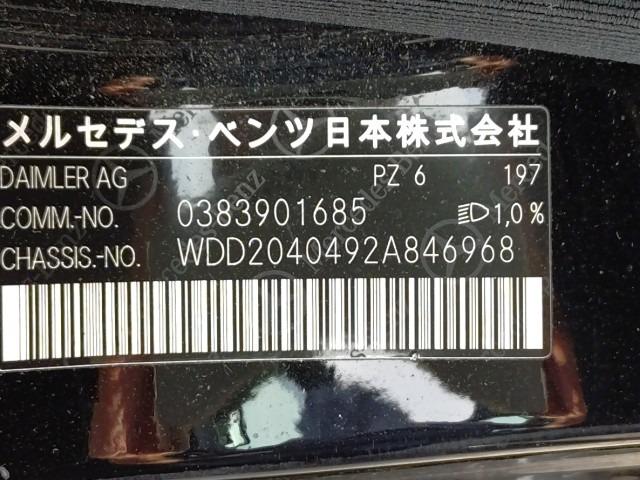 メルセデス・ベンツ日本株式会社
DAIMLER AG PZ 6 197
COMM.-NO. 0383901685 1,0 %
CHASSIS.-NO. WDD2040492A846968